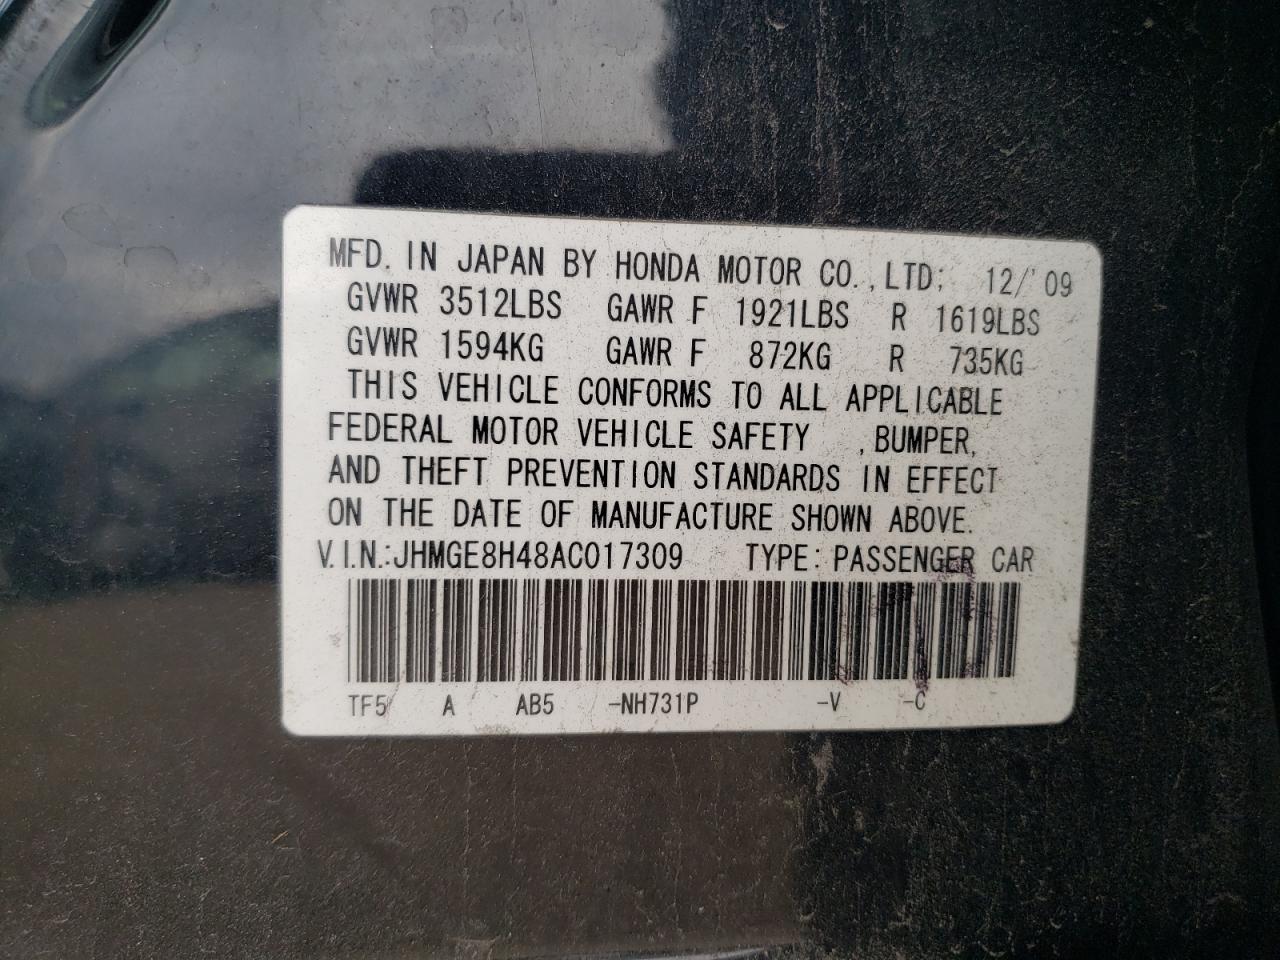 MFD. IN JAPAN BY HONDA MOTOR CO., LTD; 12/'09
GVWR 3512LBS GAWR F 1921LBS R 1619LBS
GVWR 1594KG GAWR F 872KG R 735KG
THIS VEHICLE CONFORMS TO ALL APPLICABLE
FEDERAL MOTOR VEHICLE SAFETY , BUMPER,
AND THEFT PREVENTION STANDARDS IN EFFECT
ON THE DATE OF MANUFACTURE SHOWN ABOVE.
V.I.N.:JHMGE8H48AC017309 TYPE: PASSENGER CAR
TF5 A AB5 -NH731P -V -C